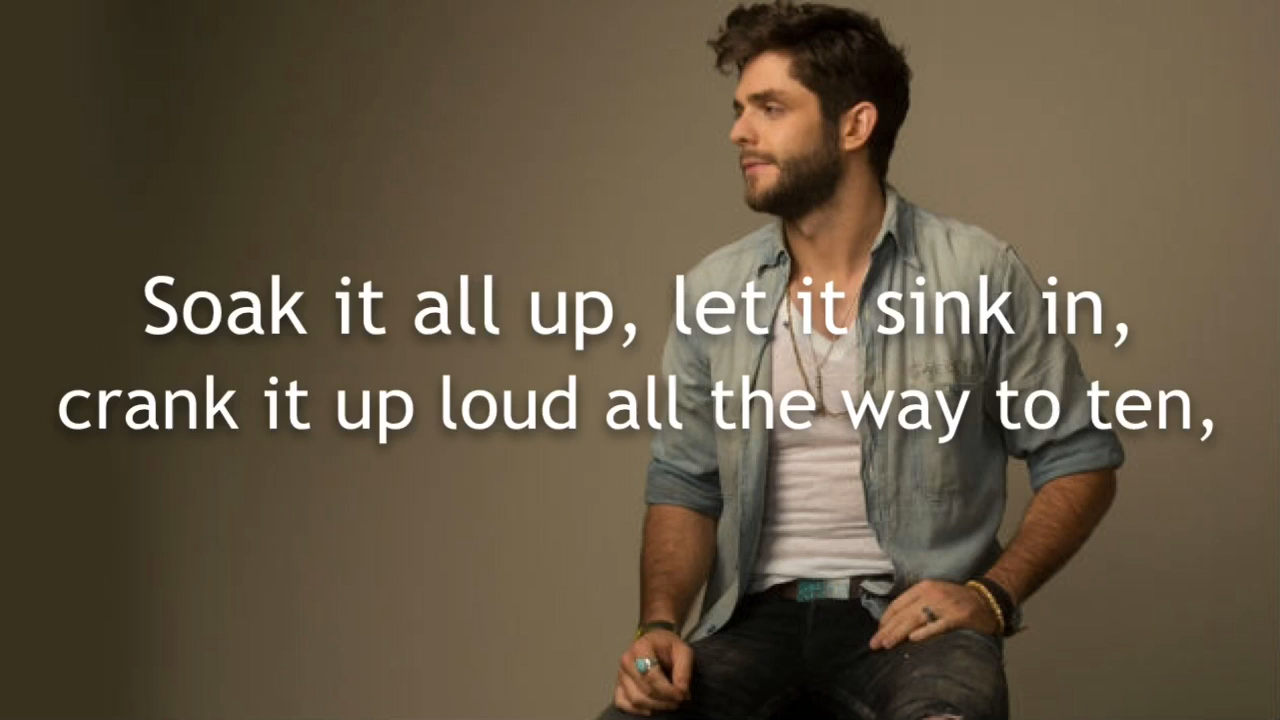 Soak it all up, let it sink in,
crank it up loud all the way to ten,